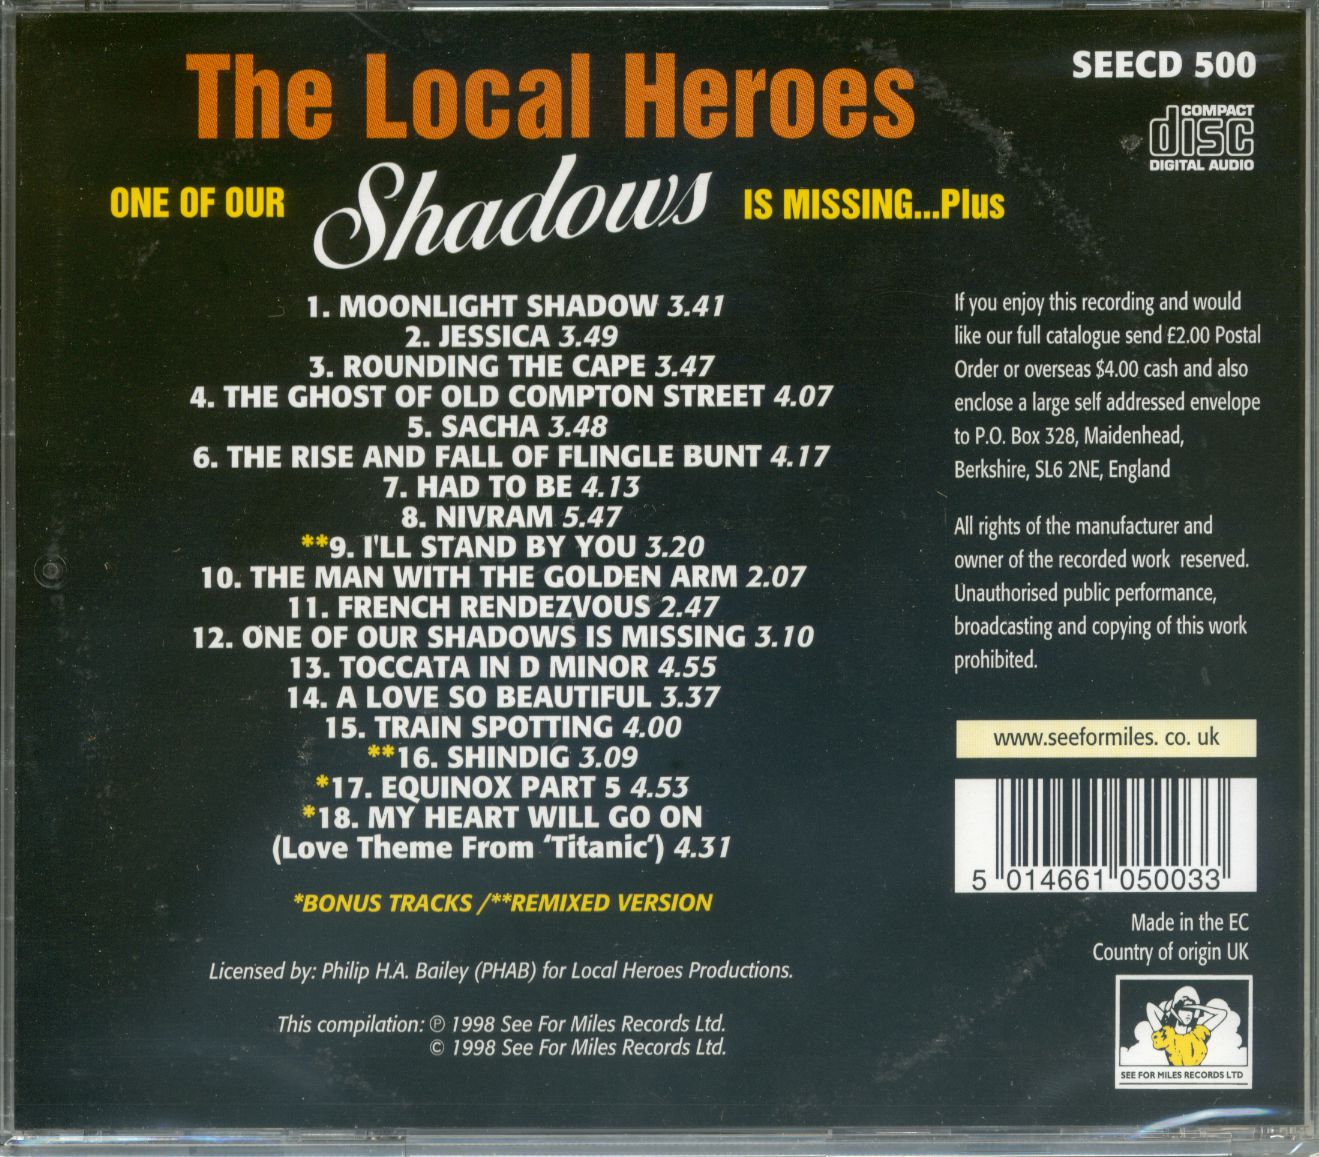 The Local Heroes
ONE OF OUR Shadows IS MISSING...Plus
SEECD 500
COMPACT
disc
DIGITAL AUDIO
1. MOONLIGHT SHADOW 3.41
2. JESSICA 3.49
3. ROUNDING THE CAPE 3.47
4. THE GHOST OF OLD COMPTON STREET 4.07
5. SACHA 3.48
6. THE RISE AND FALL OF FLINGLE BUNT 4.17
7. HAD TO BE 4.13
8. NIVRAM 5.47
**9. I'LL STAND BY YOU 3.20
10. THE MAN WITH THE GOLDEN ARM 2.07
11. FRENCH RENDEZVOUS 2.47
12. ONE OF OUR SHADOWS IS MISSING 3.10
13. TOCCATA IN D MINOR 4.55
14. A LOVE SO BEAUTIFUL 3.37
15. TRAIN SPOTTING 4.00
**16. SHINDIG 3.09
*17. EQUINOX PART 5 4.53
*18. MY HEART WILL GO ON
(Love Theme From ‘Titanic’) 4.31
*BONUS TRACKS /**REMIXED VERSION
Licensed by: Philip H.A. Bailey (PHAB) for Local Heroes Productions.
This compilation: ℗ 1998 See For Miles Records Ltd.
© 1998 See For Miles Records Ltd.
If you enjoy this recording and would
like our full catalogue send £2.00 Postal
Order or overseas $4.00 cash and also
enclose a large self addressed envelope
to P.O. Box 328, Maidenhead,
Berkshire, SL6 2NE, England
All rights of the manufacturer and
owner of the recorded work reserved.
Unauthorised public performance,
broadcasting and copying of this work
prohibited.
www.seeformiles. co. uk
5 014661 050033
Made in the EC
Country of origin UK
SEE FOR MILES RECORDS LTD